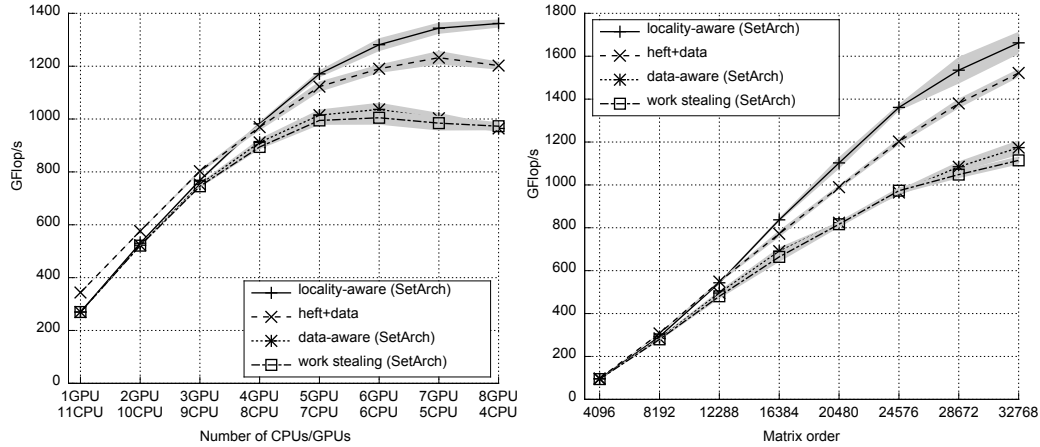 1400
1200
1000
800
600
400
200
0
GFlop/s
locality-aware (SetArch)
heft+data
data-aware (SetArch)
work stealing (SetArch)
1GPU 2GPU 3GPU 4GPU 5GPU 6GPU 7GPU 8GPU
11CPU 10CPU 9CPU 8CPU 7CPU 6CPU 5CPU 4CPU
Number of CPUs/GPUs
1800
1600
1400
1200
1000
800
600
400
200
0
GFlop/s
locality-aware (SetArch)
heft+data
data-aware (SetArch)
work stealing (SetArch)
4096 8192 12288 16384 20480 24576 28672 32768
Matrix order